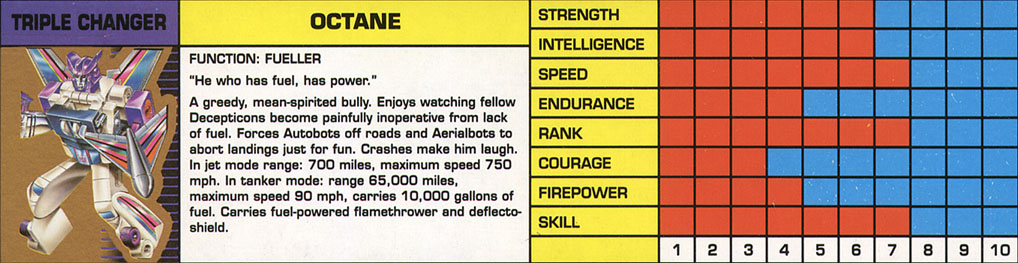 TRIPLE CHANGER
OCTANE
FUNCTION: FUELLER
“He who has fuel, has power.”
A greedy, mean-spirited bully. Enjoys watching fellow
Decepticons become painfully inoperative from lack
of fuel. Forces Autobots off roads and Aerialbots to
abort landings just for fun. Crashes make him laugh.
In jet mode range: 700 miles, maximum speed 750
mph. In tanker mode: range 65,000 miles,
maximum speed 90 mph, carries 10,000 gallons of
fuel. Carries fuel-powered flamethrower and deflecto-
shield.
STRENGTH
INTELLIGENCE
SPEED
ENDURANCE
RANK
COURAGE
FIREPOWER
SKILL
1 2 3 4 5 6 7 8 9 10